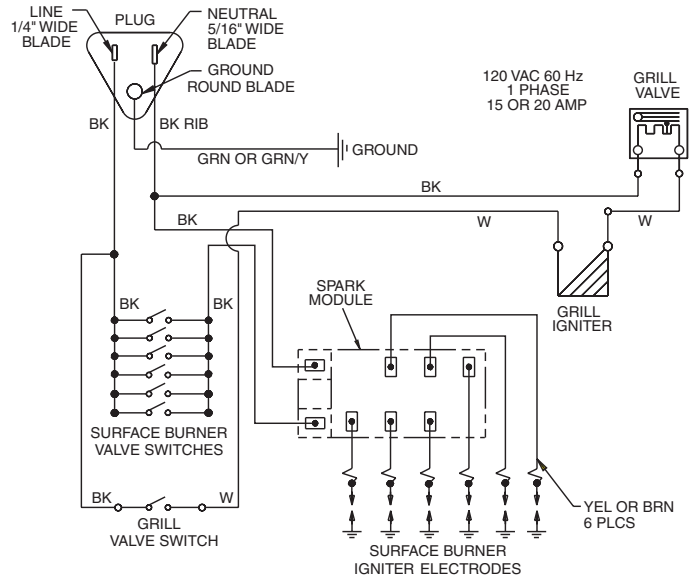 LINE
1/4" WIDE
BLADE
PLUG
NEUTRAL
5/16" WIDE
BLADE
GROUND
ROUND BLADE
120 VAC 60 Hz
1 PHASE
15 OR 20 AMP
GRILL
VALVE
BK
BK RIB
GRN OR GRN/Y
GROUND
BK
BK
W
W
BK
BK
SPARK
MODULE
GRILL
IGNITER
SURFACE BURNER
VALVE SWITCHES
BK
W
GRILL
VALVE SWITCH
YEL OR BRN
6 PLCS
SURFACE BURNER
IGNITER ELECTRODES